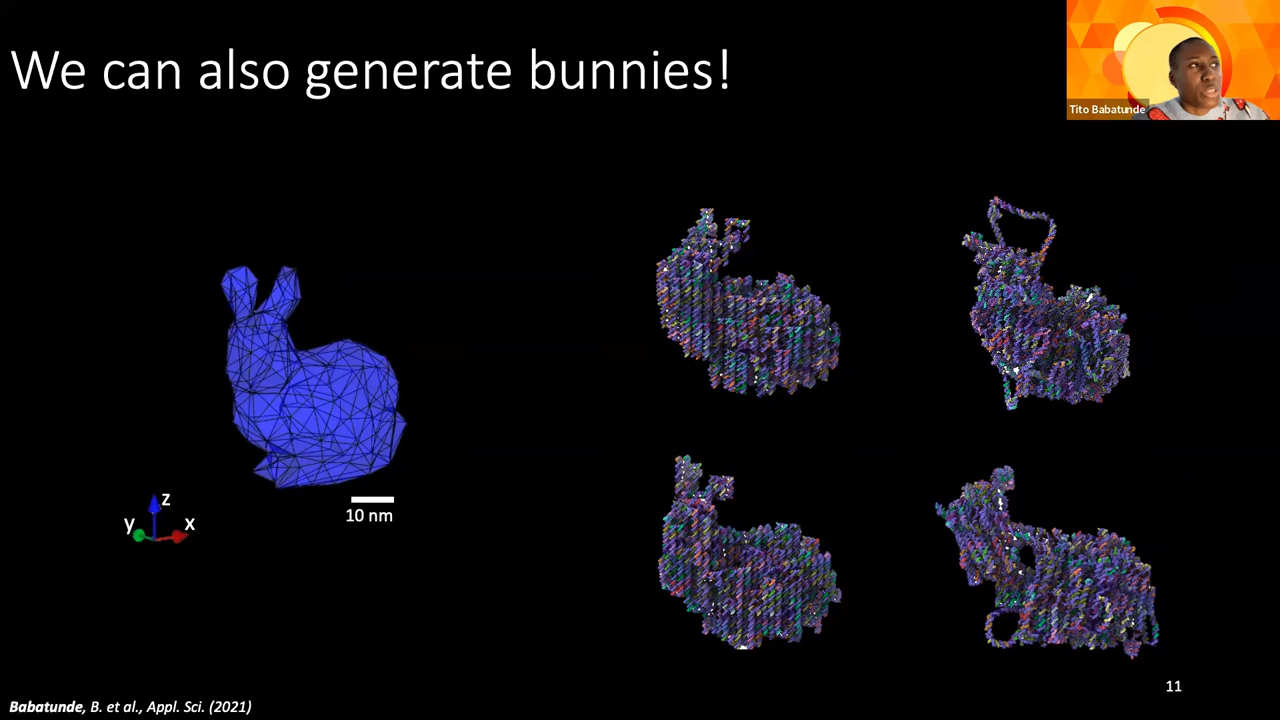 We can also generate bunnies!
Tito Babatunde
z
y
x
10 nm
11
Babatunde, B. et al., Appl. Sci. (2021)